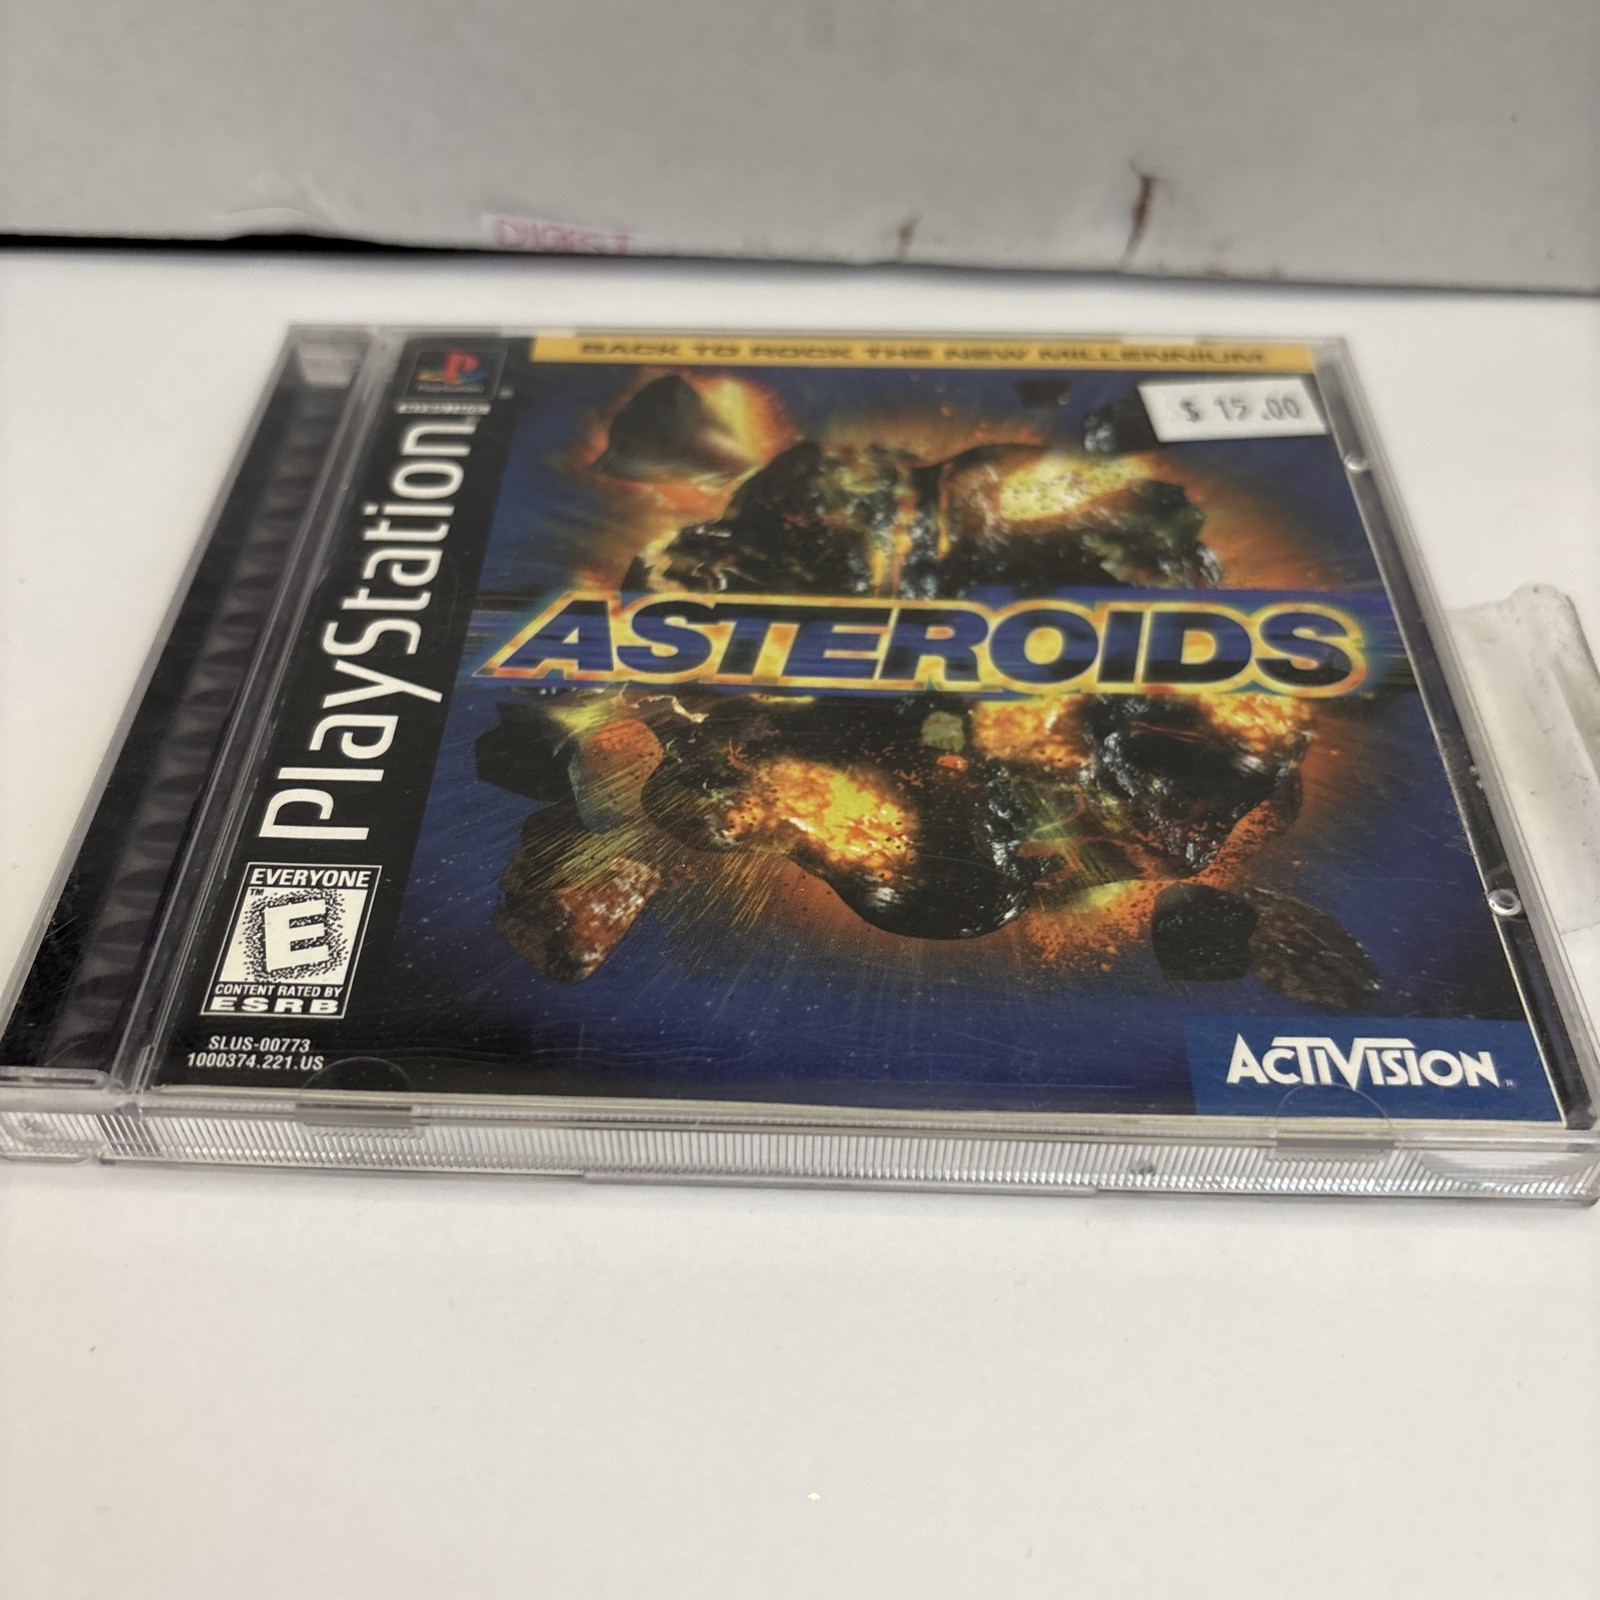 BACK TO ROCK THE NEW MILLENNIUM
$ 15.00
PlayStation
ASTEROIDS
EVERYONE
E
CONTENT RATED BY
ESRB
SLUS-00773
1000374.221.US
ACTIVISION